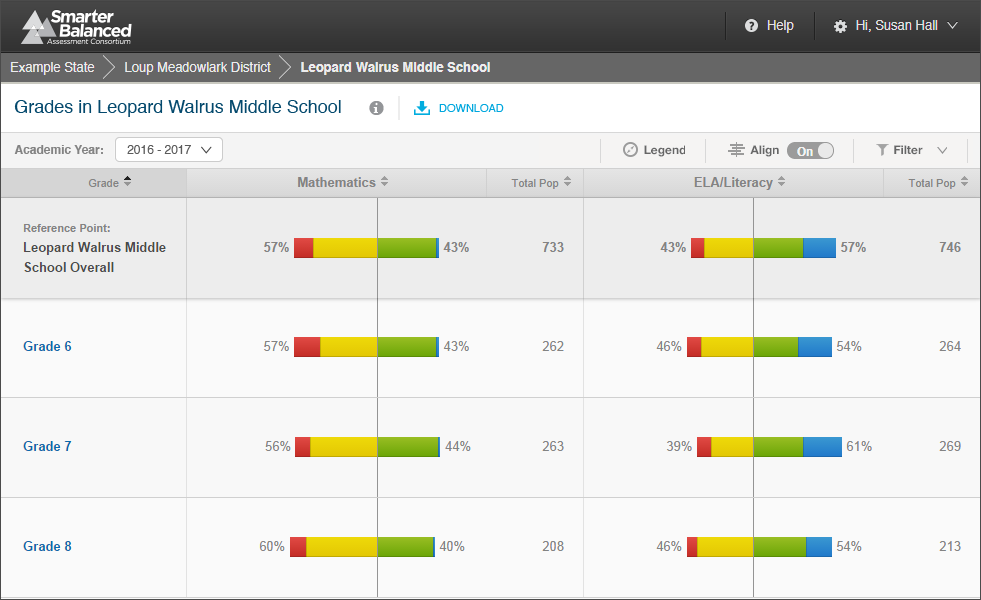 Smarter
Balanced
Assessment Consortium
Help
Hi, Susan Hall
Example State
Loup Meadowlark District
Leopard Walrus Middle School
Grades in Leopard Walrus Middle School
DOWNLOAD
Academic Year: 2016 - 2017
Legend
Align On
Filter
Grade Mathematics Total Pop ELA/Literacy Total Pop
Reference Point:
Leopard Walrus Middle
School Overall
57% 43% 733 43% 57% 746
Grade 6 57% 43% 262 46% 54% 264
Grade 7 56% 44% 263 39% 61% 269
Grade 8 60% 40% 208 46% 54% 213